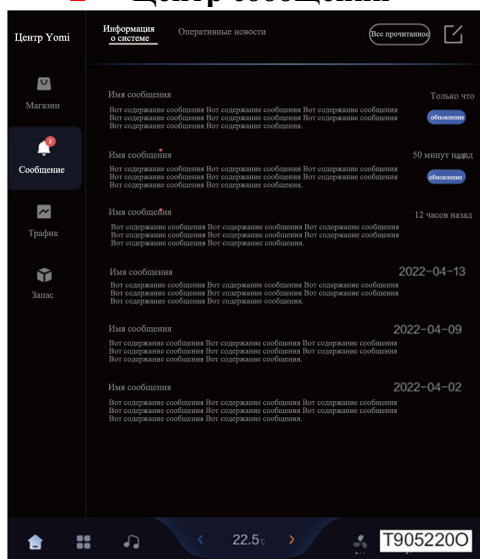 Центр сообщений
Центр Yomi
Информация
о системе
Оперативные новости
Все прочитанное
Магазин
Сообщение
Трафик
Запас
Имя сообщения
Только что
Вот содержание сообщения Вот содержание сообщения Вот содержание сообщения
Вот содержание сообщения Вот содержание сообщения Вот содержание сообщения
Вот содержание сообщения Вот содержание сообщения.
обновление
Имя сообщения
50 минут назад
Вот содержание сообщения Вот содержание сообщения Вот содержание сообщения
Вот содержание сообщения Вот содержание сообщения Вот содержание сообщения
Вот содержание сообщения Вот содержание сообщения.
обновление
Имя сообщения
12 часов назад
Вот содержание сообщения Вот содержание сообщения Вот содержание сообщения
Вот содержание сообщения Вот содержание сообщения Вот содержание сообщения
Вот содержание сообщения Вот содержание сообщения.
Имя сообщения
2022-04-13
Вот содержание сообщения Вот содержание сообщения Вот содержание сообщения
Вот содержание сообщения Вот содержание сообщения Вот содержание сообщения
Вот содержание сообщения Вот содержание сообщения.
Имя сообщения
2022-04-09
Вот содержание сообщения Вот содержание сообщения Вот содержание сообщения
Вот содержание сообщения Вот содержание сообщения Вот содержание сообщения
Вот содержание сообщения Вот содержание сообщения.
Имя сообщения
2022-04-02
Вот содержание сообщения Вот содержание сообщения Вот содержание сообщения
Вот содержание сообщения Вот содержание сообщения Вот содержание сообщения
Вот содержание сообщения Вот содержание сообщения.
22.5
T905220O